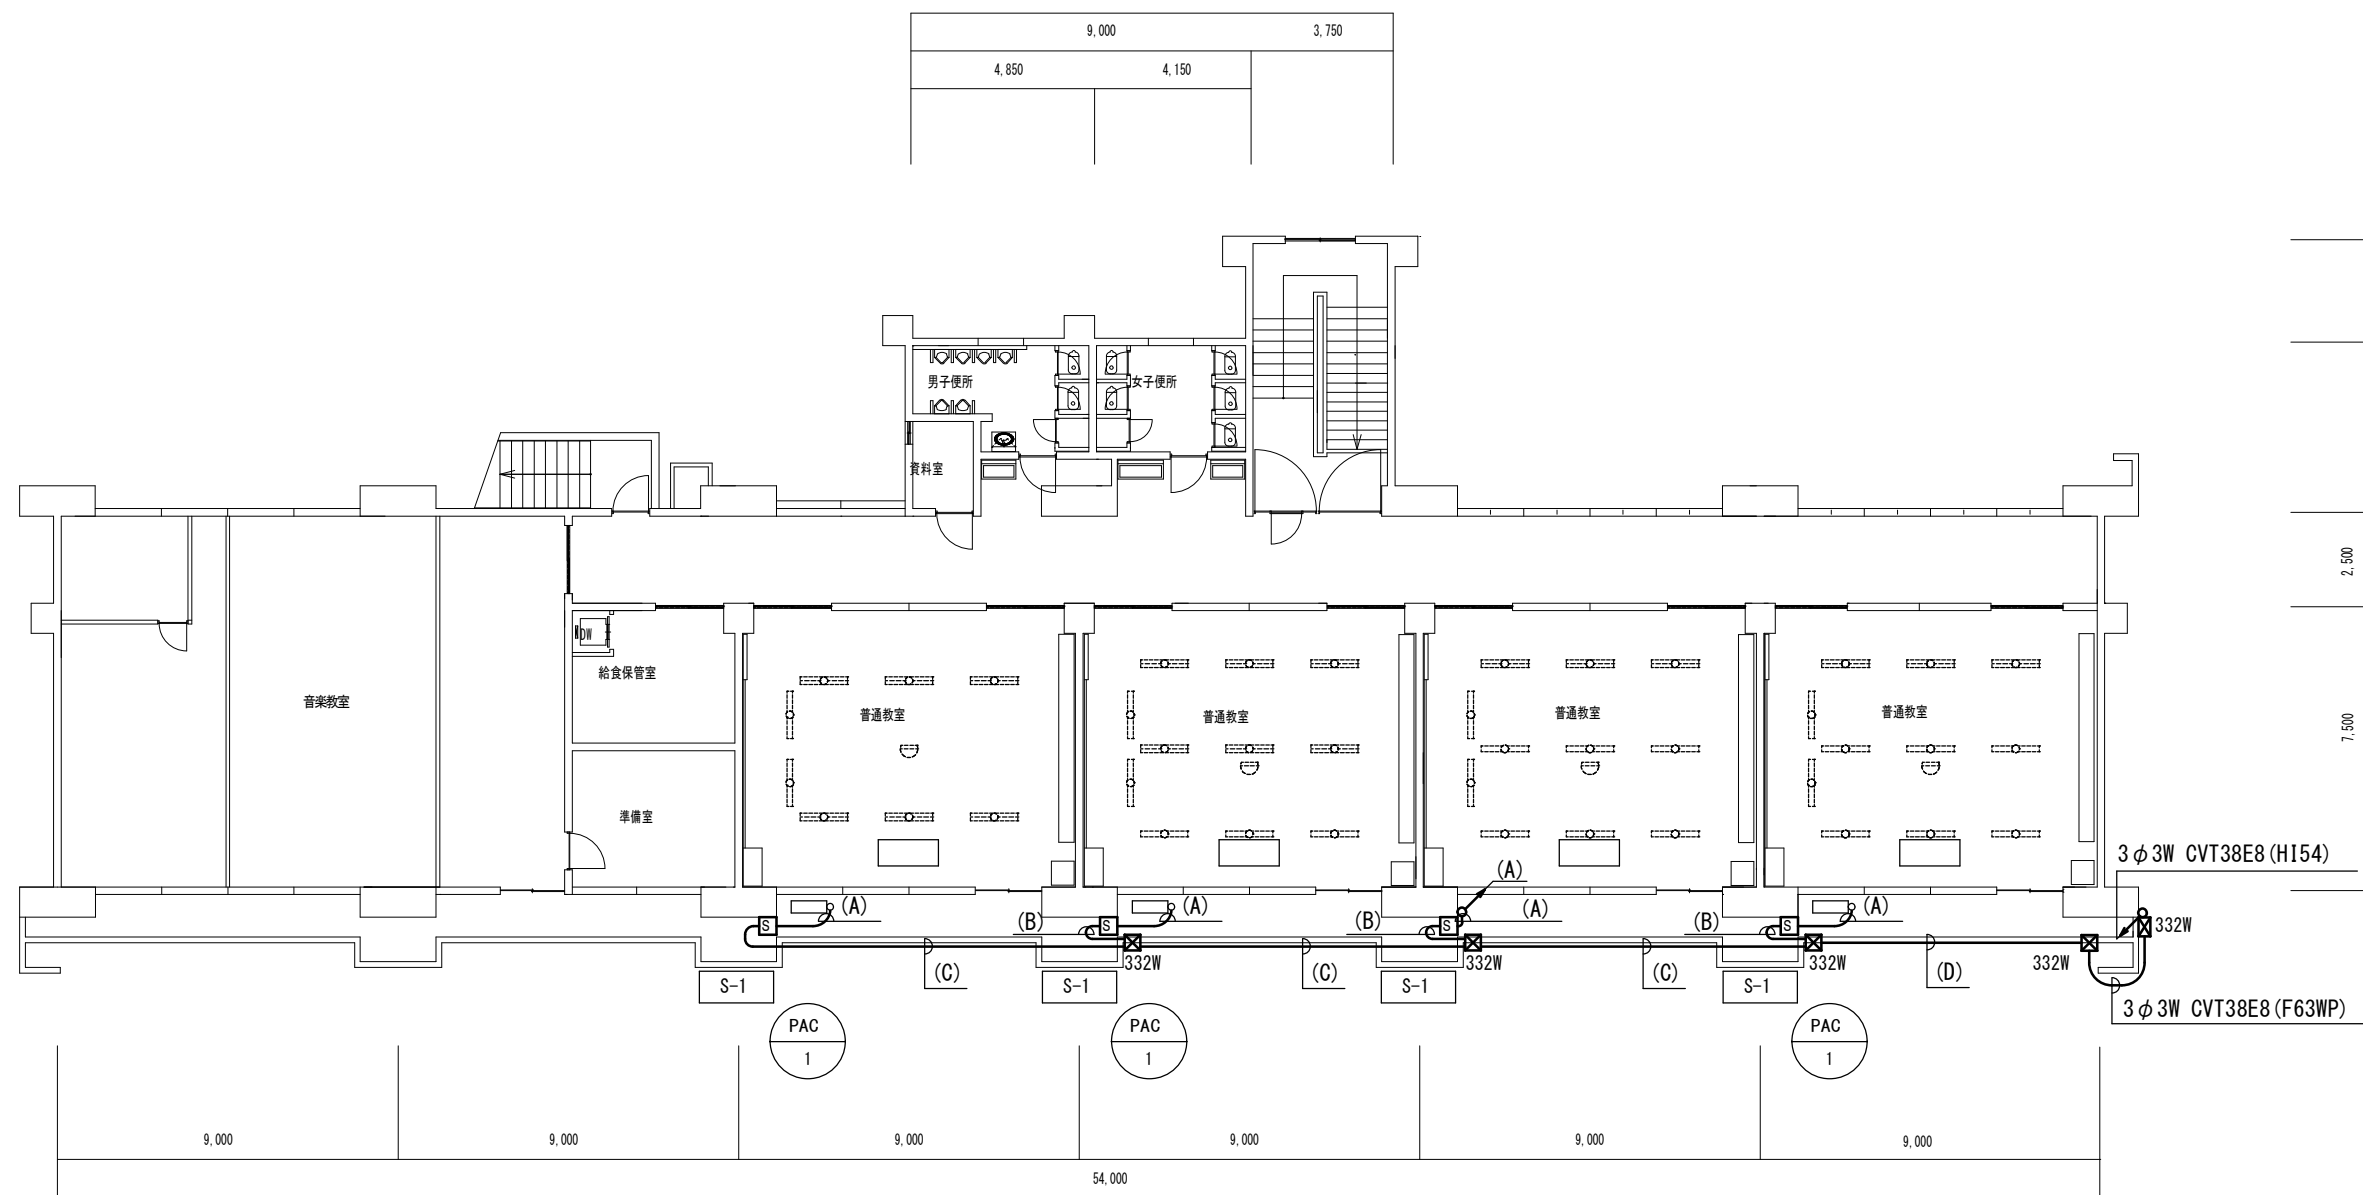 9,000
3,750
4,850
4,150
男子便所
女子便所
資料室
2,500
DW
給食保管室
音楽教室
普通教室
普通教室
普通教室
普通教室
7,500
準備室
3φ3W CVT38E8(HI54)
(A)
(A)
(A)
(A)
(A)
(B)
(B)
(B)
S
S
S
S
332W
332W
332W
332W
332W
(C)
(C)
(C)
(D)
S-1
S-1
S-1
S-1
3φ3W CVT38E8(F63WP)
PAC
1
PAC
1
PAC
1
9,000
9,000
9,000
9,000
9,000
9,000
54,000